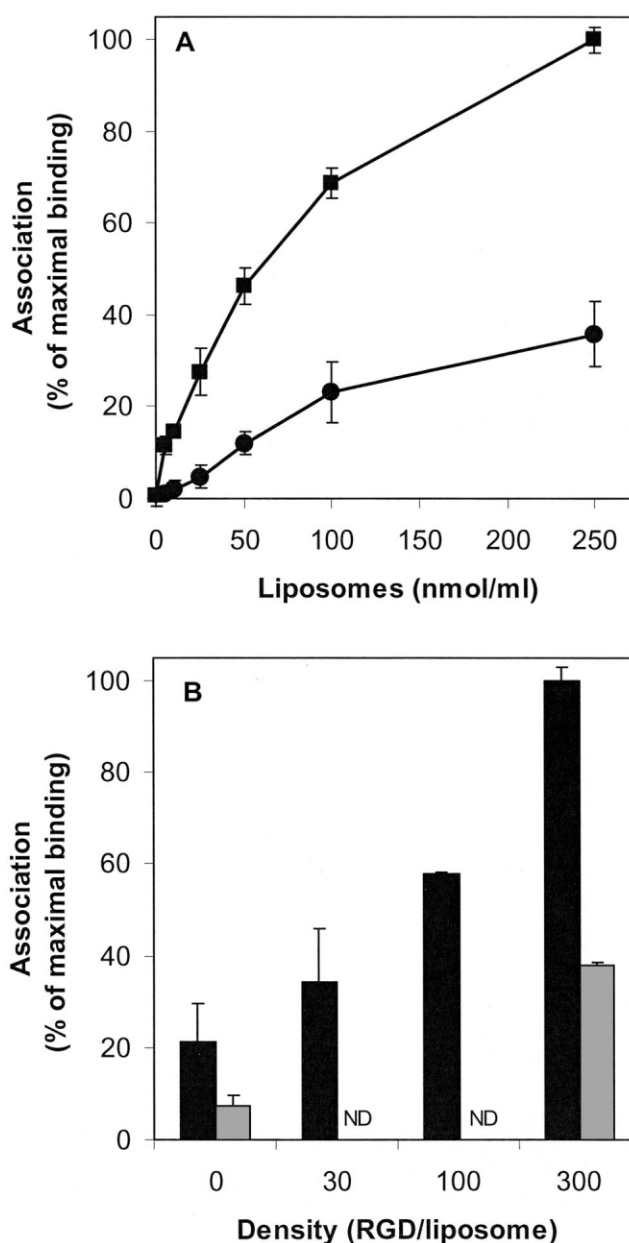 A
100
80
60
40
20
0
Association
(% of maximal binding)
0 50 100 150 200 250
Liposomes (nmol/ml)
B
100
80
60
40
20
0
Association
(% of maximal binding)
ND ND
0 30 100 300
Density (RGD/liposome)